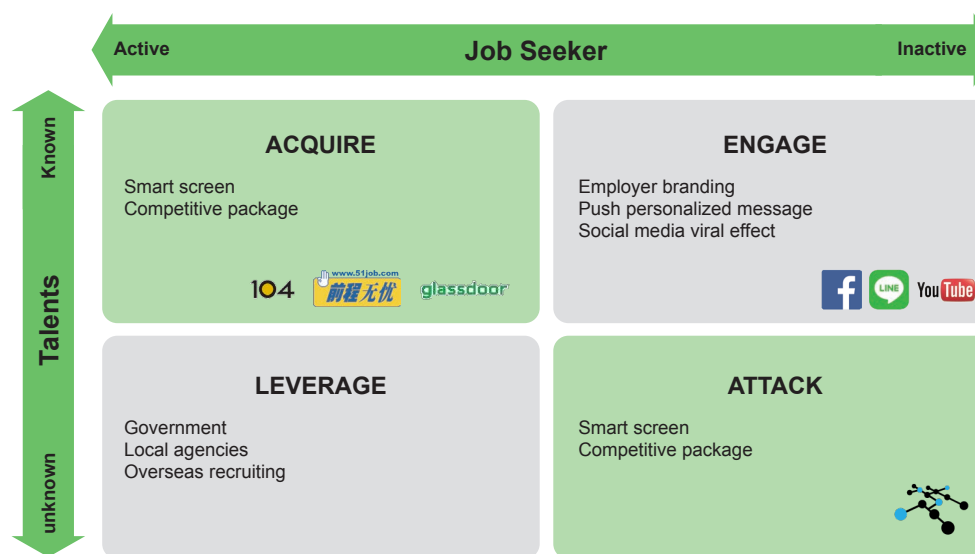 Active
Job Seeker
Inactive
Known
Talents
unknown
ACQUIRE
Smart screen
Competitive package
104
www.51job.com
前程无忧
glassdoor
ENGAGE
Employer branding
Push personalized message
Social media viral effect
f
LINE
YouTube
LEVERAGE
Government
Local agencies
Overseas recruiting
ATTACK
Smart screen
Competitive package